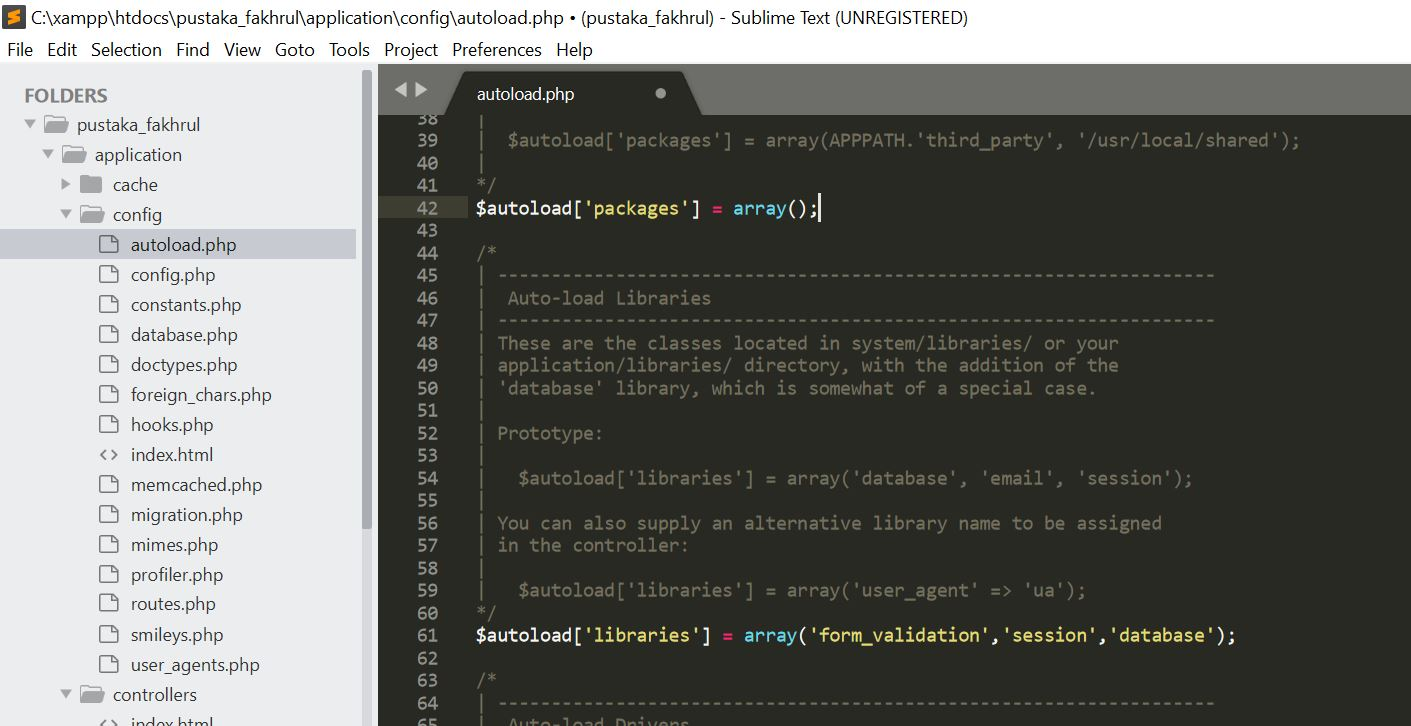 C:\xampp\htdocs\pustaka_fakhrul\application\config\autoload.php • (pustaka_fakhrul) - Sublime Text (UNREGISTERED)
File Edit Selection Find View Goto Tools Project Preferences Help
FOLDERS
pustaka_fakhrul
application
cache
config
autoload.php
config.php
constants.php
database.php
doctypes.php
foreign_chars.php
hooks.php
<> index.html
memcached.php
migration.php
mimes.php
profiler.php
routes.php
smileys.php
user_agents.php
controllers
<> index.html
autoload.php
38 |
39 |  $autoload['packages'] = array(APPPATH.'third_party', '/usr/local/shared');
40 |
41 */
42 $autoload['packages'] = array();
43
44 /*
45 | -------------------------------------------------------------------
46 |  Auto-load Libraries
47 | -------------------------------------------------------------------
48 | These are the classes located in system/libraries/ or your
49 | application/libraries/ directory, with the addition of the
50 | 'database' library, which is somewhat of a special case.
51 |
52 | Prototype:
53 |
54 |   $autoload['libraries'] = array('database', 'email', 'session');
55 |
56 | You can also supply an alternative library name to be assigned
57 | in the controller:
58 |
59 |   $autoload['libraries'] = array('user_agent' => 'ua');
60 */
61 $autoload['libraries'] = array('form_validation','session','database');
62
63 /*
64 | -------------------------------------------------------------------
65 |  Auto-load Drivers